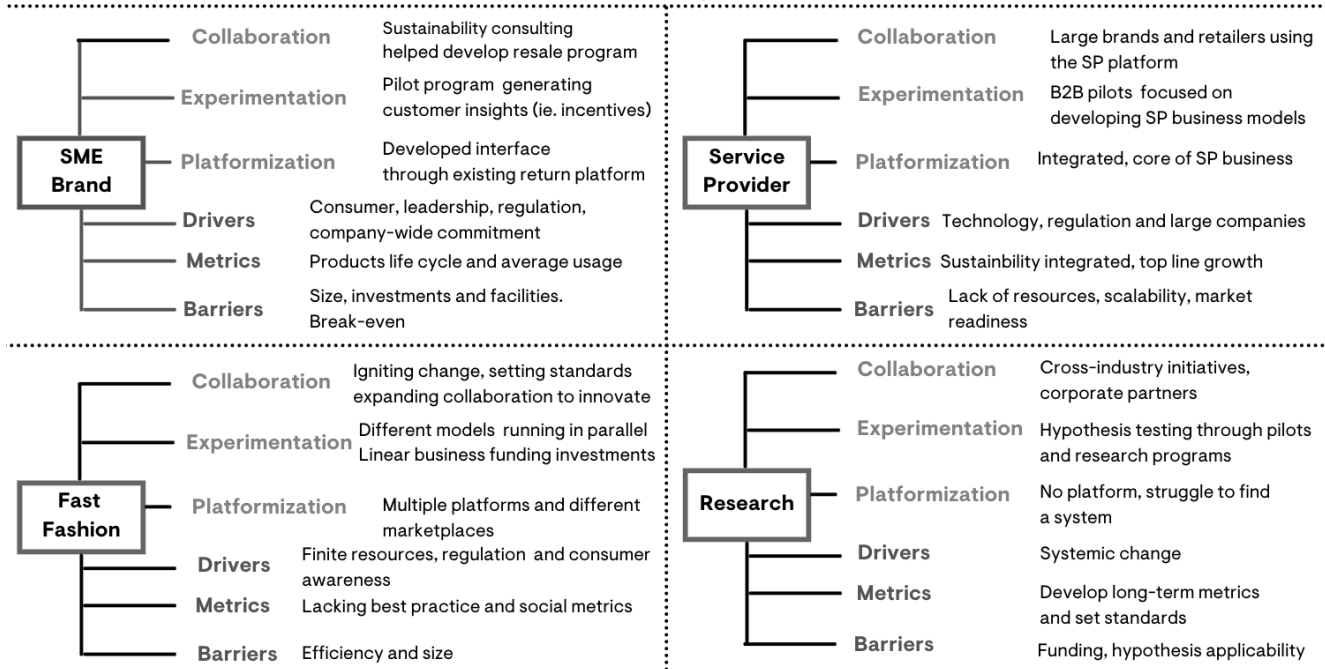 Collaboration
Sustainability consulting
helped develop resale program
Experimentation
Pilot program generating
customer insights (ie. incentives)
SME
Brand
Platformization
Developed interface
through existing return platform
Drivers
Consumer, leadership, regulation,
company-wide commitment
Metrics
Products life cycle and average usage
Barriers
Size, investments and facilities.
Break-even
Collaboration
Large brands and retailers using
the SP platform
Experimentation
B2B pilots focused on
developing SP business models
Service
Provider
Platformization
Integrated, core of SP business
Drivers
Technology, regulation and large companies
Metrics
Sustainbility integrated, top line growth
Barriers
Lack of resources, scalability, market
readiness
Collaboration
Igniting change, setting standards
expanding collaboration to innovate
Experimentation
Different models running in parallel
Linear business funding investments
Fast
Fashion
Platformization
Multiple platforms and different
marketplaces
Drivers
Finite resources, regulation and consumer
awareness
Metrics
Lacking best practice and social metrics
Barriers
Efficiency and size
Collaboration
Cross-industry initiatives,
corporate partners
Experimentation
Hypothesis testing through pilots
and research programs
Research
Platformization
No platform, struggle to find
a system
Drivers
Systemic change
Metrics
Develop long-term metrics
and set standards
Barriers
Funding, hypothesis applicability